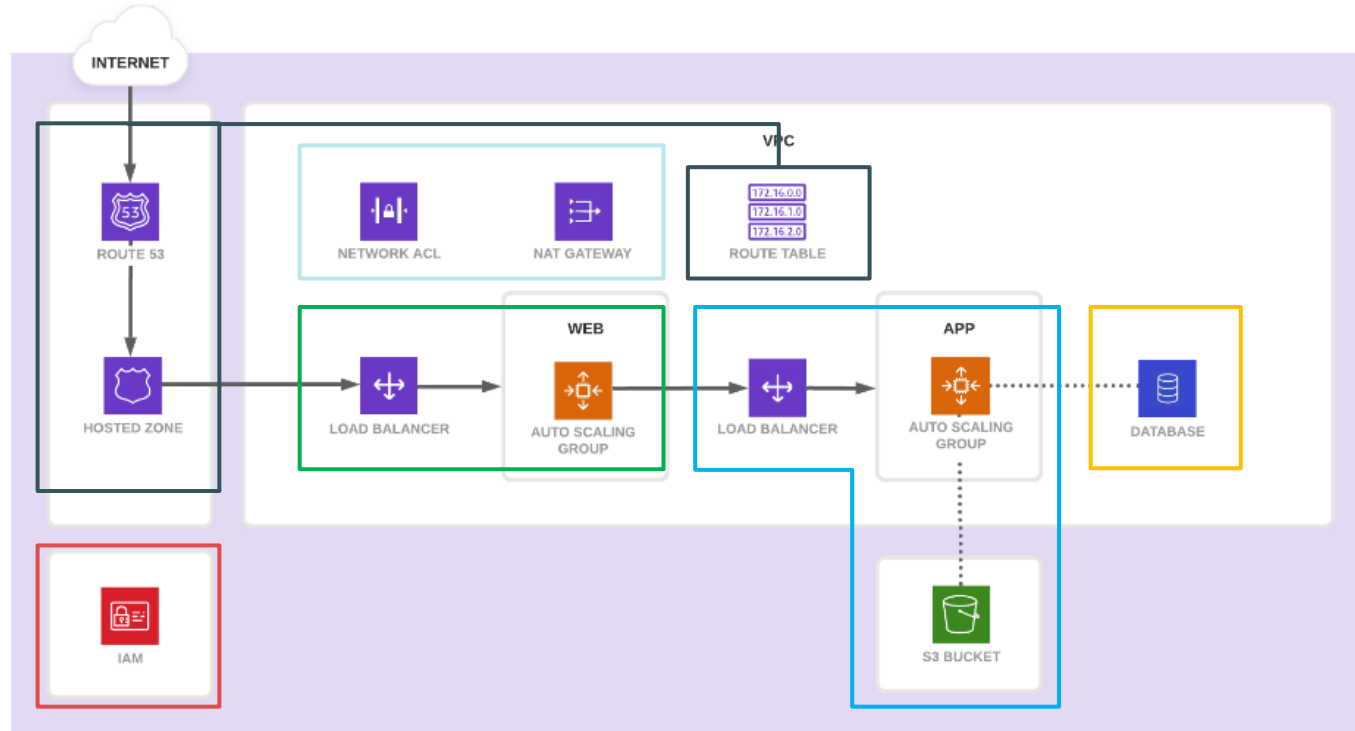 INTERNET
VPC
53
172.16.0.0
172.16.1.0
172.16.2.0
ROUTE 53
NETWORK ACL
NAT GATEWAY
ROUTE TABLE
WEB
APP
HOSTED ZONE
LOAD BALANCER
AUTO SCALING
GROUP
LOAD BALANCER
AUTO SCALING
GROUP
DATABASE
IAM
S3 BUCKET